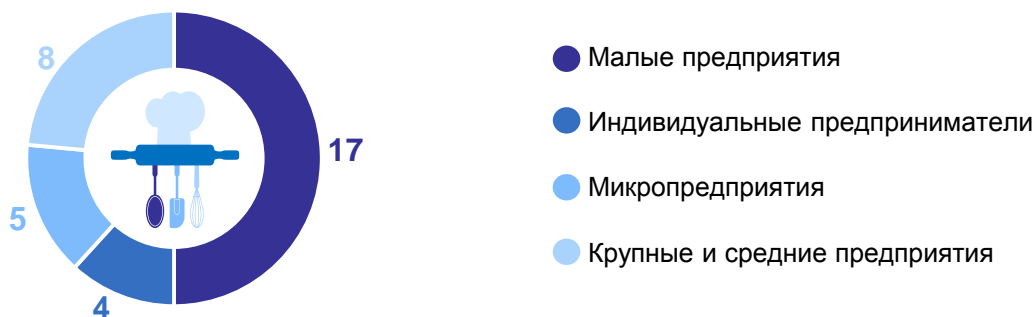 8
17
5
4
Малые предприятия
Индивидуальные предприниматели
Микропредприятия
Крупные и средние предприятия